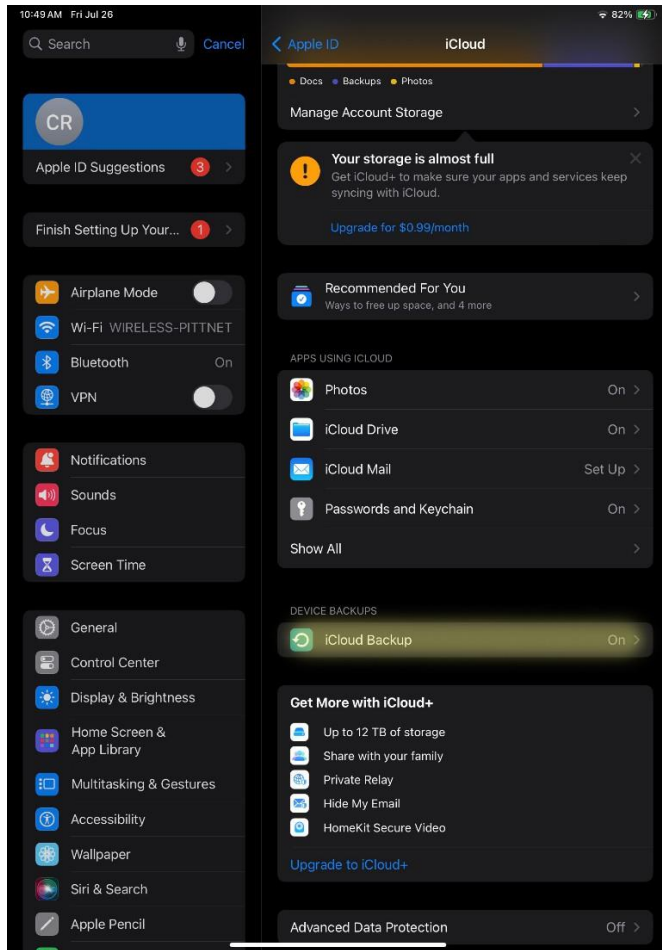 10:49 AM Fri Jul 26
82%
Search
Cancel
CR
Apple ID Suggestions 3
Finish Setting Up Your... 1
Airplane Mode
Wi-Fi WIRELESS-PITTNET
Bluetooth On
VPN
Notifications
Sounds
Focus
Screen Time
General
Control Center
Display & Brightness
Home Screen &
App Library
Multitasking & Gestures
Accessibility
Wallpaper
Siri & Search
Apple Pencil
Apple ID
iCloud
Docs Backups Photos
Manage Account Storage
Your storage is almost full
Get iCloud+ to make sure your apps and services keep
syncing with iCloud.
Upgrade for $0.99/month
Recommended For You
Ways to free up space, and 4 more
APPS USING ICLOUD
Photos On
iCloud Drive On
iCloud Mail Set Up
Passwords and Keychain On
Show All
DEVICE BACKUPS
iCloud Backup On
Get More with iCloud+
Up to 12 TB of storage
Share with your family
Private Relay
Hide My Email
HomeKit Secure Video
Upgrade to iCloud+
Advanced Data Protection Off